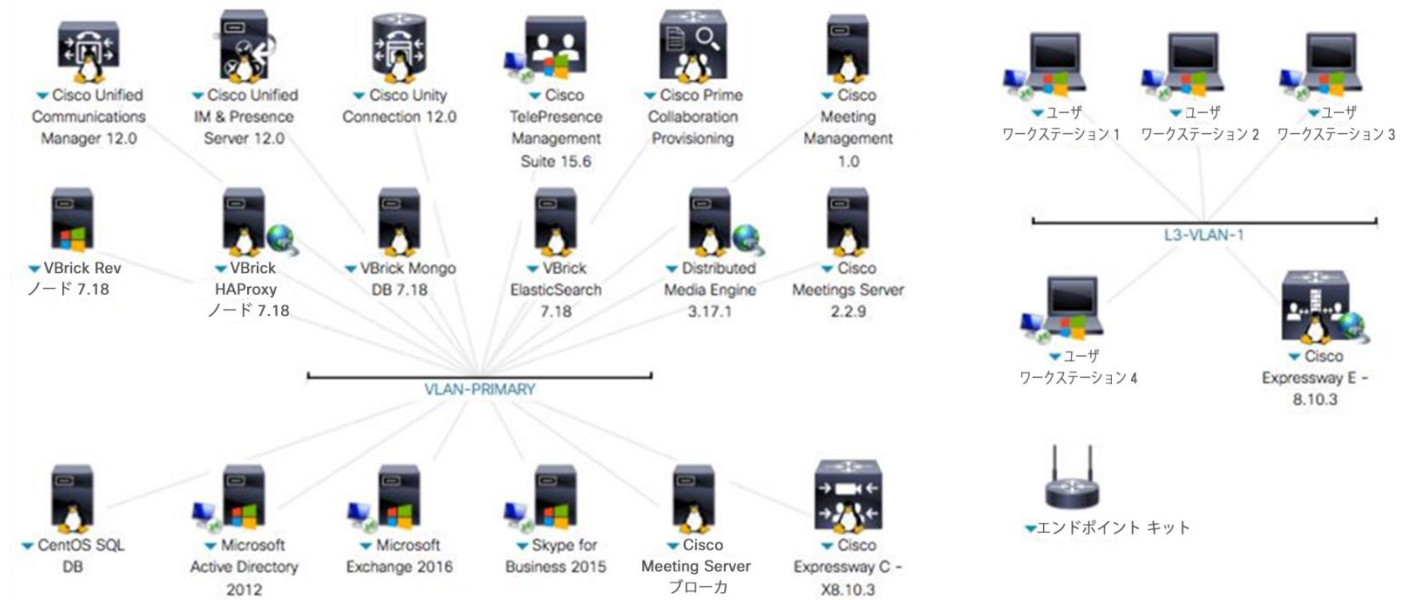 Cisco Unified
Communications
Manager 12.0
Cisco Unified
IM & Presence
Server 12.0
Cisco Unity
Connection 12.0
Cisco
TelePresence
Management
Suite 15.6
Cisco Prime
Collaboration
Provisioning
Cisco
Meeting
Management
1.0
ユーザ
ワークステーション 1
ユーザ
ワークステーション 2
ユーザ
ワークステーション 3
VBrick Rev
ノード 7.18
VBrick
HAProxy
ノード 7.18
VBrick Mongo
DB 7.18
VBrick
ElasticSearch
7.18
Distributed
Media Engine
3.17.1
Cisco
Meetings Server
2.2.9
L3-VLAN-1
ユーザ
ワークステーション 4
Cisco
Expressway E -
8.10.3
VLAN-PRIMARY
CentOS SQL
DB
Microsoft
Active Directory
2012
Microsoft
Exchange 2016
Skype for
Business 2015
Cisco
Meeting Server
ブローカ
Cisco
Expressway C -
X8.10.3
エンドポイント キット